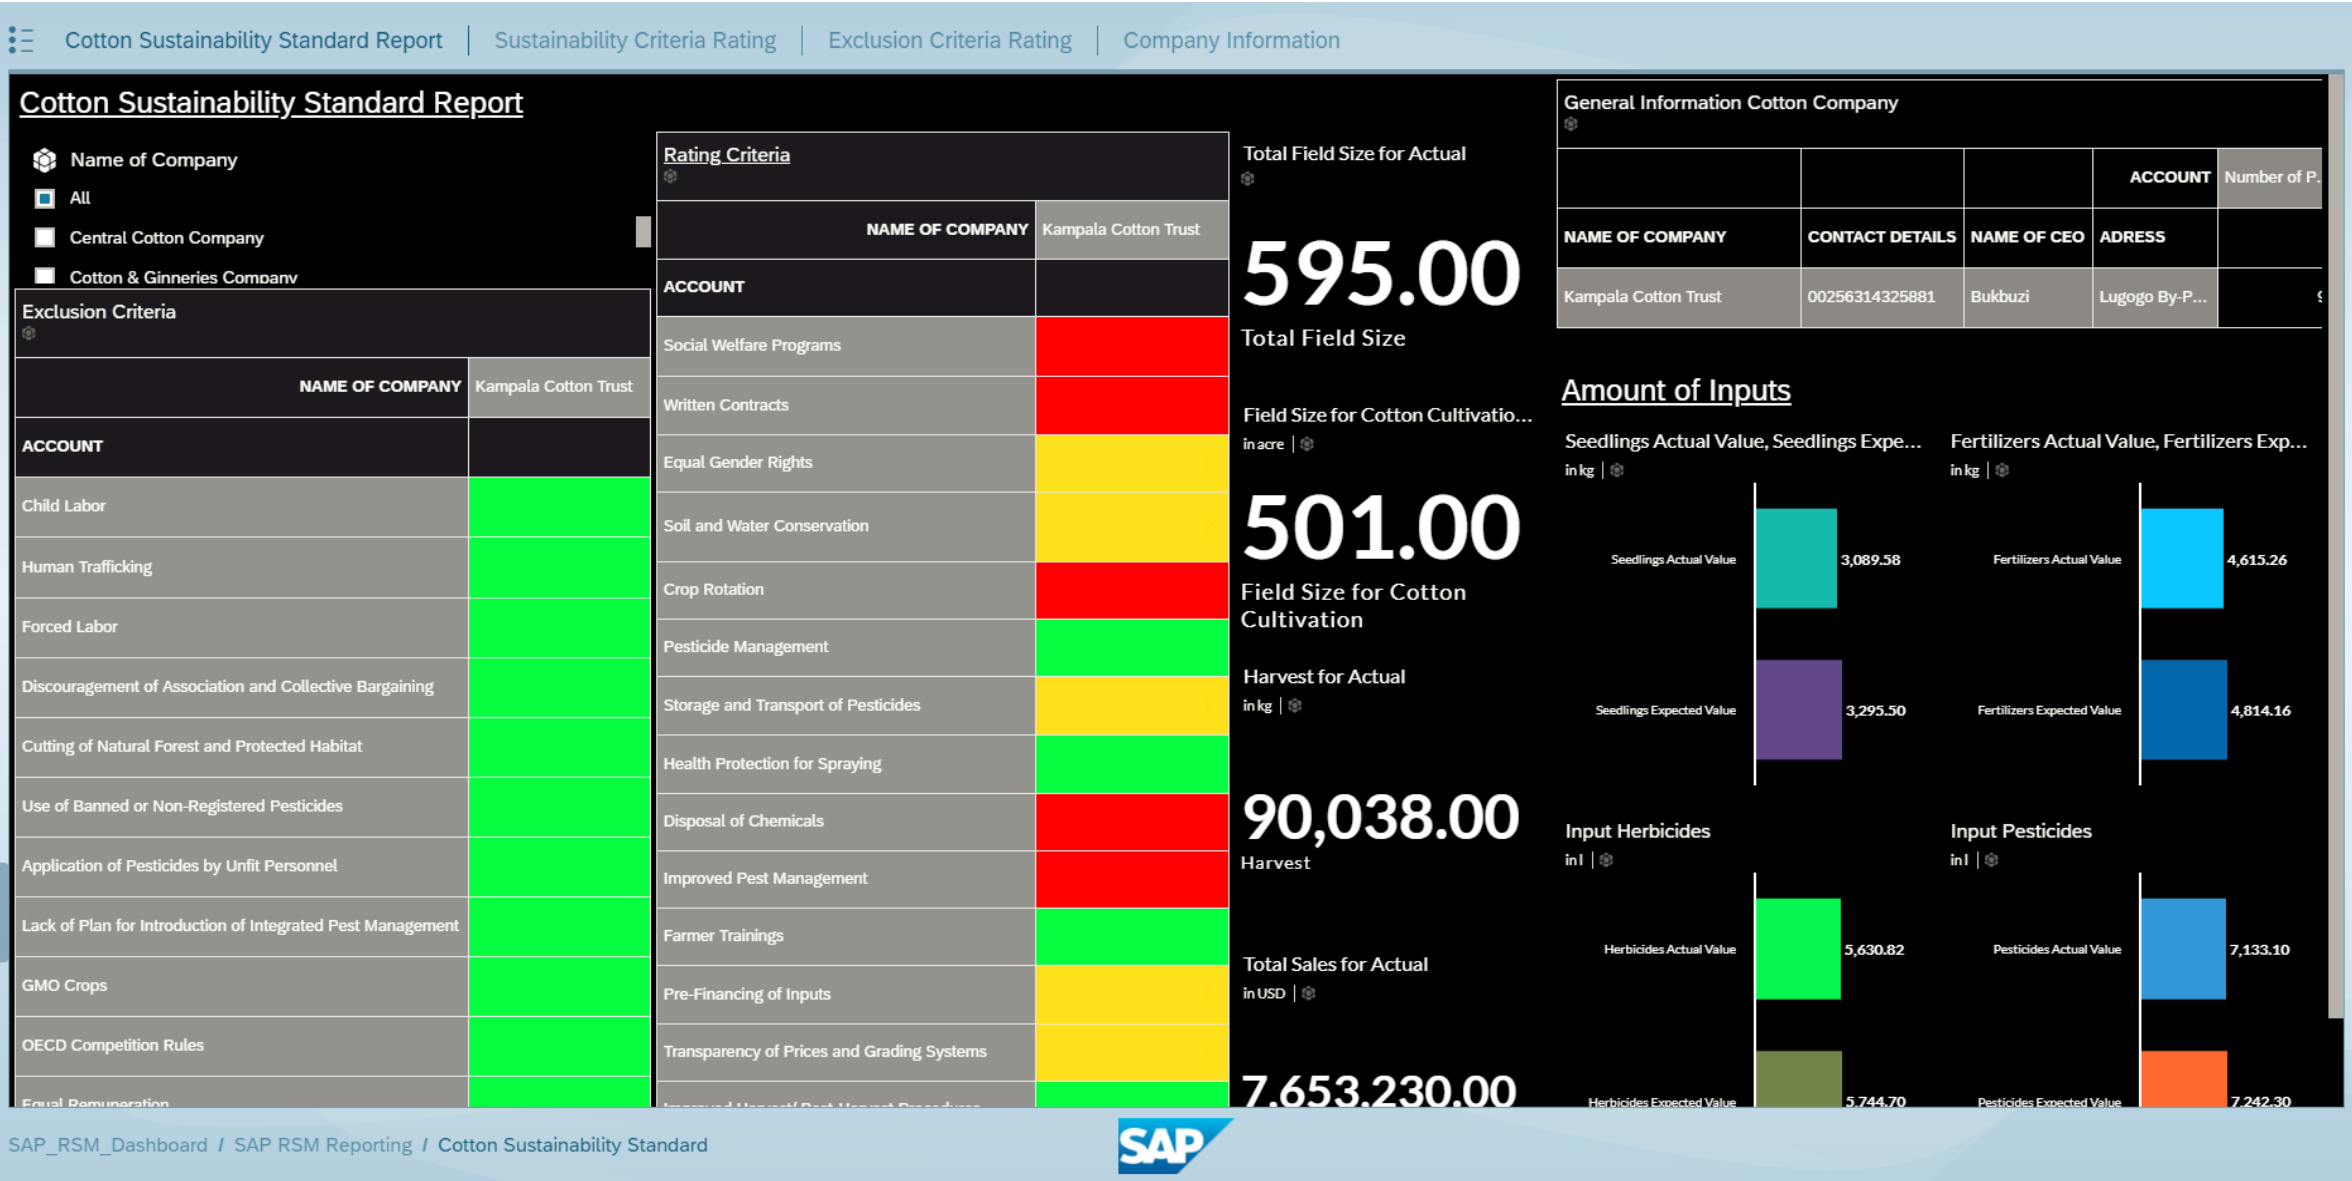 Cotton Sustainability Standard Report
Sustainability Criteria Rating
Exclusion Criteria Rating
Company Information
Cotton Sustainability Standard Report
Name of Company
All
Central Cotton Company
Cotton & Ginneries Company
Exclusion Criteria
NAME OF COMPANY Kampala Cotton Trust
ACCOUNT
Child Labor
Human Trafficking
Forced Labor
Discouragement of Association and Collective Bargaining
Cutting of Natural Forest and Protected Habitat
Use of Banned or Non-Registered Pesticides
Application of Pesticides by Unfit Personnel
Lack of Plan for Introduction of Integrated Pest Management
GMO Crops
OECD Competition Rules
Equal Remuneration
Rating Criteria
NAME OF COMPANY Kampala Cotton Trust
ACCOUNT
Social Welfare Programs
Written Contracts
Equal Gender Rights
Soil and Water Conservation
Crop Rotation
Pesticide Management
Storage and Transport of Pesticides
Health Protection for Spraying
Disposal of Chemicals
Improved Pest Management
Farmer Trainings
Pre-Financing of Inputs
Transparency of Prices and Grading Systems
Improved Harvest/ Post-Harvest Procedures
Total Field Size for Actual
595.00
Total Field Size
Field Size for Cotton Cultivatio...
in acre
501.00
Field Size for Cotton
Cultivation
Harvest for Actual
in kg
90,038.00
Harvest
Total Sales for Actual
in USD
7,653,230.00
General Information Cotton Company
ACCOUNT Number of P.
NAME OF COMPANY CONTACT DETAILS NAME OF CEO ADRESS
Kampala Cotton Trust 00256314325881 Bukbuzi Lugogo By-P...
Amount of Inputs
Seedlings Actual Value, Seedlings Expe...
in kg
Seedlings Actual Value 3,089.58
Seedlings Expected Value 3,295.50
Fertilizers Actual Value, Fertilizers Exp...
in kg
Fertilizers Actual Value 4,615.26
Fertilizers Expected Value 4,814.16
Input Herbicides
in l
Herbicides Actual Value 5,630.82
Herbicides Expected Value 5,744.70
Input Pesticides
in l
Pesticides Actual Value 7,133.10
Pesticides Expected Value 7,242.30
SAP_RSM_Dashboard / SAP RSM Reporting / Cotton Sustainability Standard
SAP